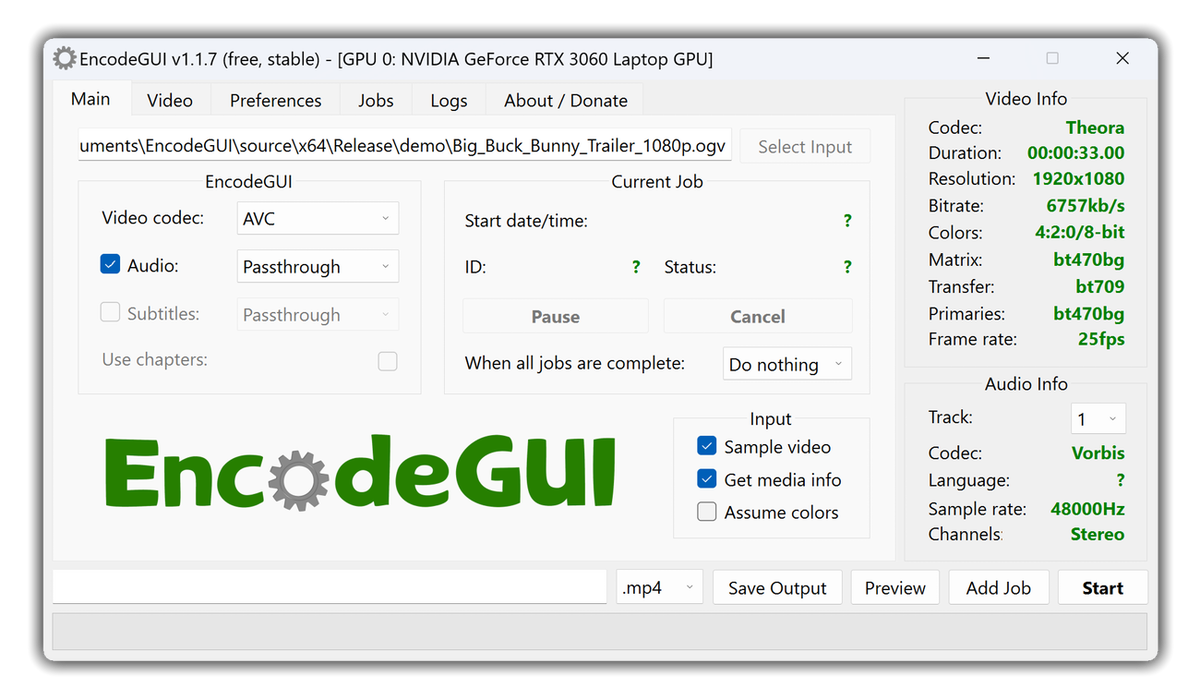 EncodeGUI v1.1.7 (free, stable) - [GPU 0: NVIDIA GeForce RTX 3060 Laptop GPU]
Main Video Preferences Jobs Logs About / Donate
uments\EncodeGUI\source\x64\Release\demo\Big_Buck_Bunny_Trailer_1080p.ogv Select Input
EncodeGUI
Video codec: AVC
Audio: Passthrough
Subtitles: Passthrough
Use chapters:
Current Job
Start date/time: ?
ID: ? Status: ?
Pause Cancel
When all jobs are complete: Do nothing
EncodeGUI
Input
Sample video
Get media info
Assume colors
Video Info
Codec: Theora
Duration: 00:00:33.00
Resolution: 1920x1080
Bitrate: 6757kb/s
Colors: 4:2:0/8-bit
Matrix: bt470bg
Transfer: bt709
Primaries: bt470bg
Frame rate: 25fps
Audio Info
Track: 1
Codec: Vorbis
Language: ?
Sample rate: 48000Hz
Channels: Stereo
.mp4 Save Output Preview Add Job Start